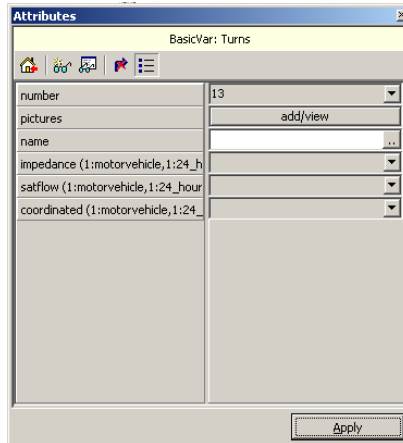 Attributes
BasicVar: Turns
number 13
pictures add/view
name ..
impedance (1:motorvehicle,1:24_h
satflow (1:motorvehicle,1:24_hour
coordinated (1:motorvehicle,1:24_
Apply